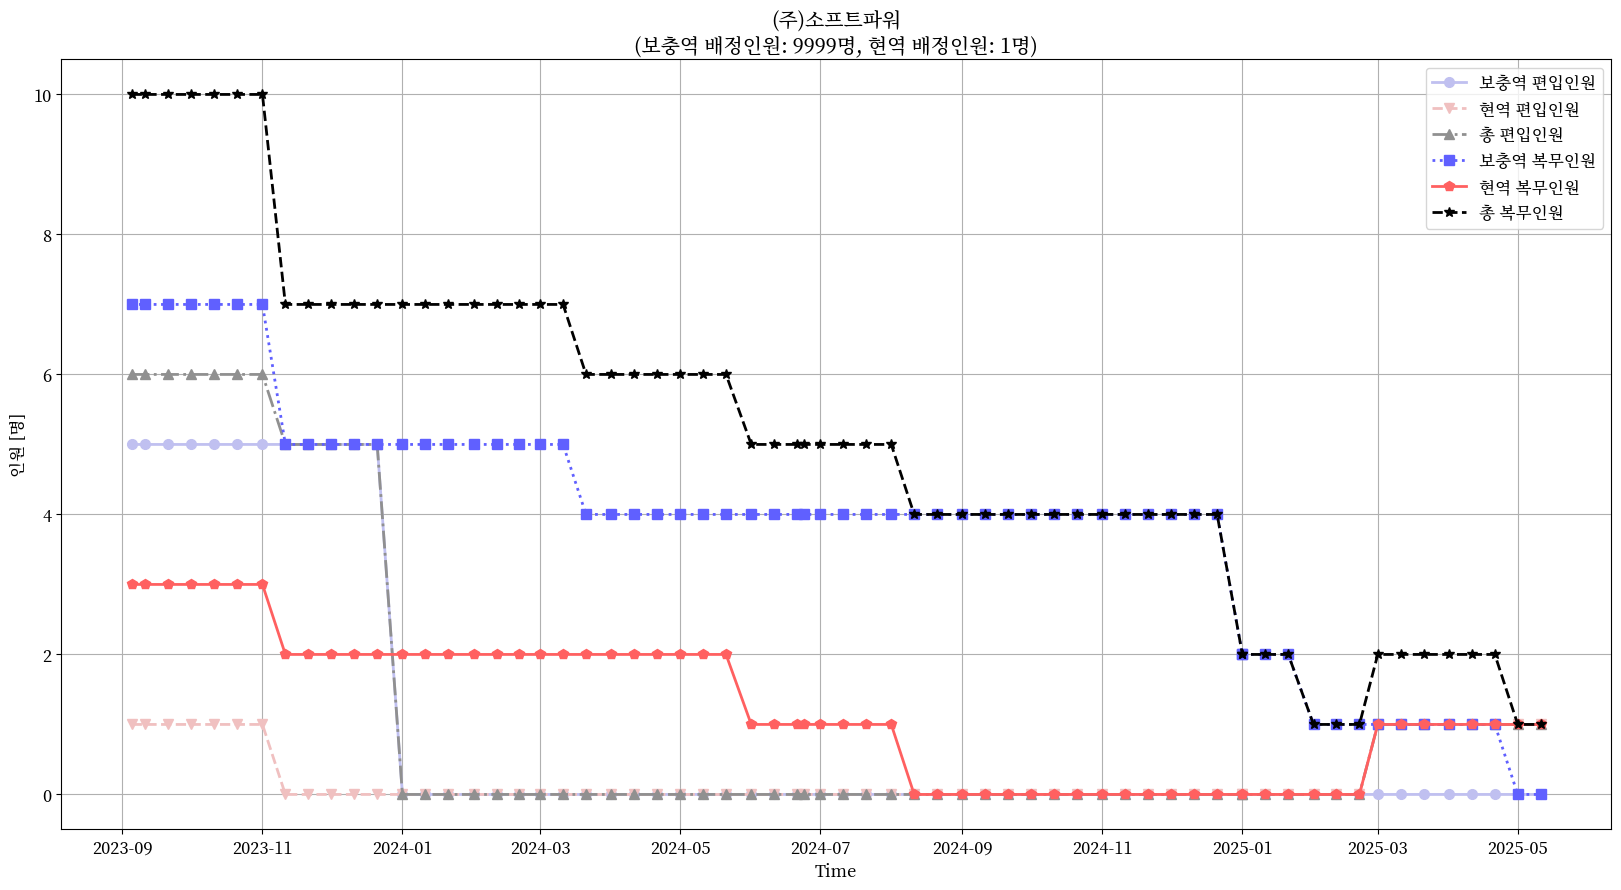 (주)소프트파워
(보충역 배정인원: 9999명, 현역 배정인원: 1명)
보충역 편입인원
현역 편입인원
총 편입인원
보충역 복무인원
현역 복무인원
총 복무인원
인원 [명]
10
8
6
4
2
0
2023-09
2023-11
2024-01
2024-03
2024-05
2024-07
2024-09
2024-11
2025-01
2025-03
2025-05
Time